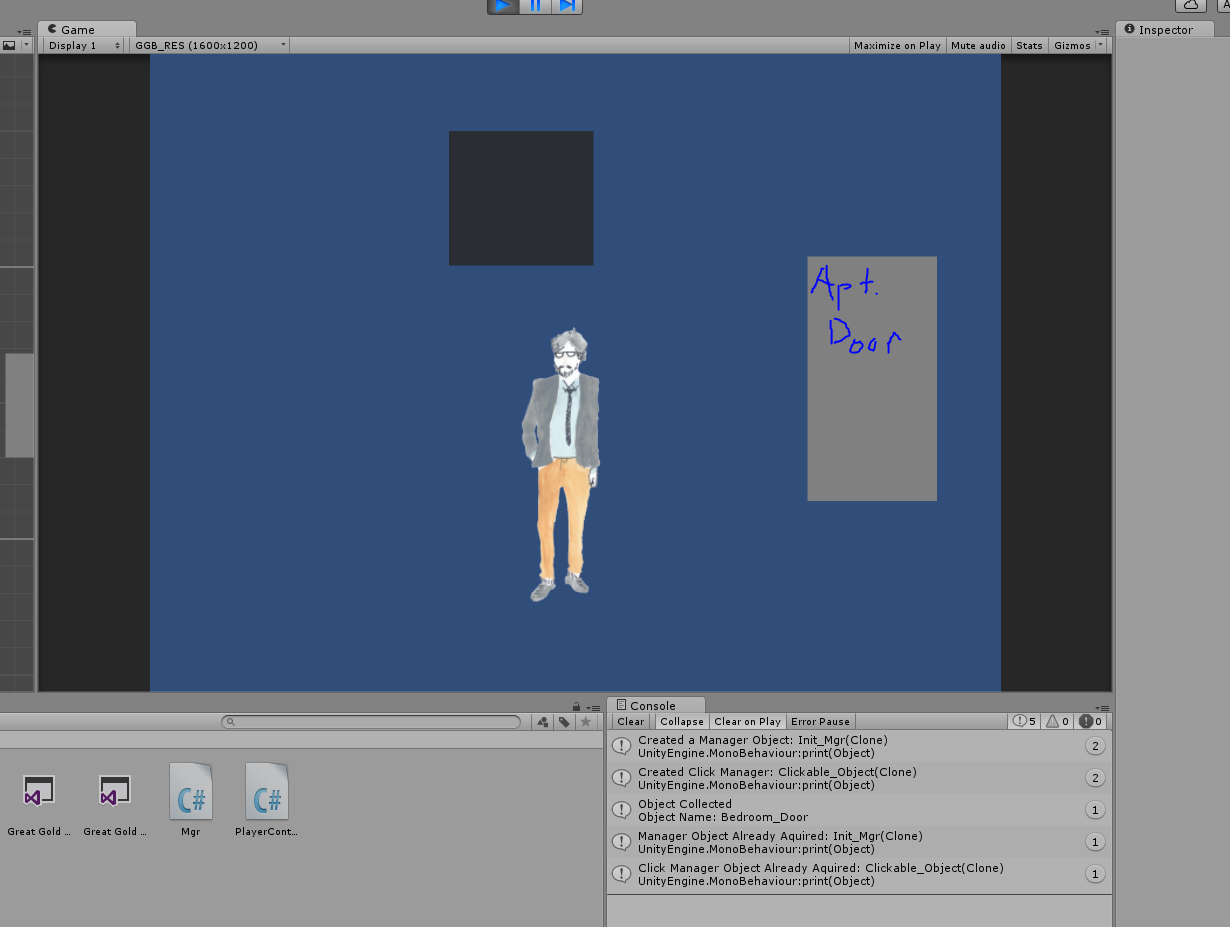 Game
Inspector
Display 1
GGB_RES (1600x1200)
Maximize on Play
Mute audio
Stats
Gizmos
Apt.
Door
Console
Clear
Collapse
Clear on Play
Error Pause
5
0
0
Created a Manager Object: Init_Mgr(Clone)
UnityEngine.MonoBehaviour:print(Object)
2
Created Click Manager: Clickable_Object(Clone)
UnityEngine.MonoBehaviour:print(Object)
2
Object Collected
Object Name: Bedroom_Door
1
Manager Object Already Aquired: Init_Mgr(Clone)
UnityEngine.MonoBehaviour:print(Object)
1
Click Manager Object Already Aquired: Clickable_Object(Clone)
UnityEngine.MonoBehaviour:print(Object)
1
C#
C#
Great Gold ...
Great Gold ...
Mgr
PlayerCont...